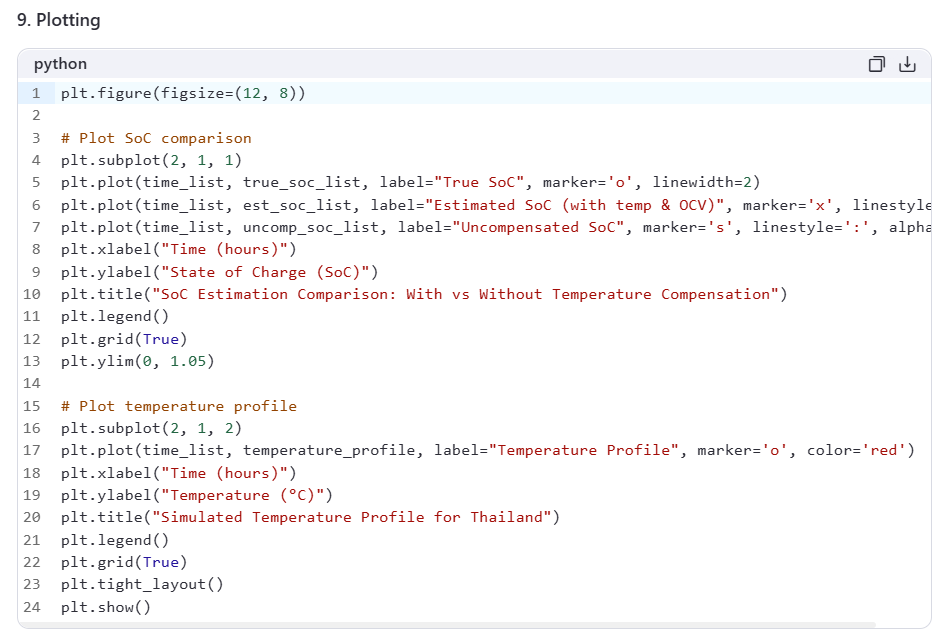 9. Plotting
python
1 plt.figure(figsize=(12, 8))
2
3 # Plot SoC comparison
4 plt.subplot(2, 1, 1)
5 plt.plot(time_list, true_soc_list, label="True SoC", marker='o', linewidth=2)
6 plt.plot(time_list, est_soc_list, label="Estimated SoC (with temp & OCV)", marker='x', linestyle
7 plt.plot(time_list, uncomp_soc_list, label="Uncompensated SoC", marker='s', linestyle=':', alpha
8 plt.xlabel("Time (hours)")
9 plt.ylabel("State of Charge (SoC)")
10 plt.title("SoC Estimation Comparison: With vs Without Temperature Compensation")
11 plt.legend()
12 plt.grid(True)
13 plt.ylim(0, 1.05)
14
15 # Plot temperature profile
16 plt.subplot(2, 1, 2)
17 plt.plot(time_list, temperature_profile, label="Temperature Profile", marker='o', color='red')
18 plt.xlabel("Time (hours)")
19 plt.ylabel("Temperature (°C)")
20 plt.title("Simulated Temperature Profile for Thailand")
21 plt.legend()
22 plt.grid(True)
23 plt.tight_layout()
24 plt.show()